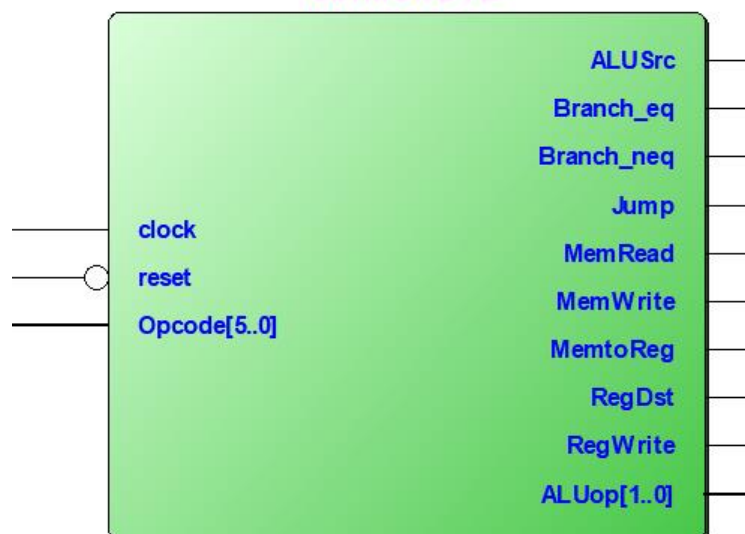 ALUSrc
Branch_eq
Branch_neq
Jump
clock
MemRead
reset
MemWrite
Opcode[5..0]
MemtoReg
RegDst
RegWrite
ALUop[1..0]